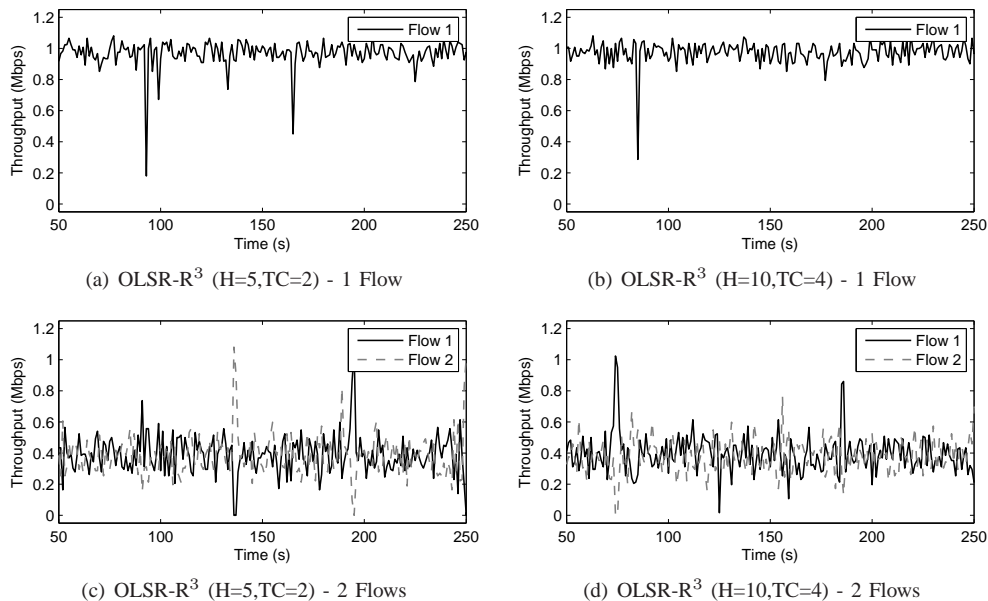 1.2
1
0.8
0.6
0.4
0.2
0
Throughput (Mbps)
Flow 1
50 100 150 200 250
Time (s)
(a) OLSR-R³ (H=5,TC=2) - 1 Flow
1.2
1
0.8
0.6
0.4
0.2
0
Throughput (Mbps)
Flow 1
50 100 150 200 250
Time (s)
(b) OLSR-R³ (H=10,TC=4) - 1 Flow
1.2
1
0.8
0.6
0.4
0.2
0
Throughput (Mbps)
Flow 1
Flow 2
50 100 150 200 250
Time (s)
(c) OLSR-R³ (H=5,TC=2) - 2 Flows
1.2
1
0.8
0.6
0.4
0.2
0
Throughput (Mbps)
Flow 1
Flow 2
50 100 150 200 250
Time (s)
(d) OLSR-R³ (H=10,TC=4) - 2 Flows